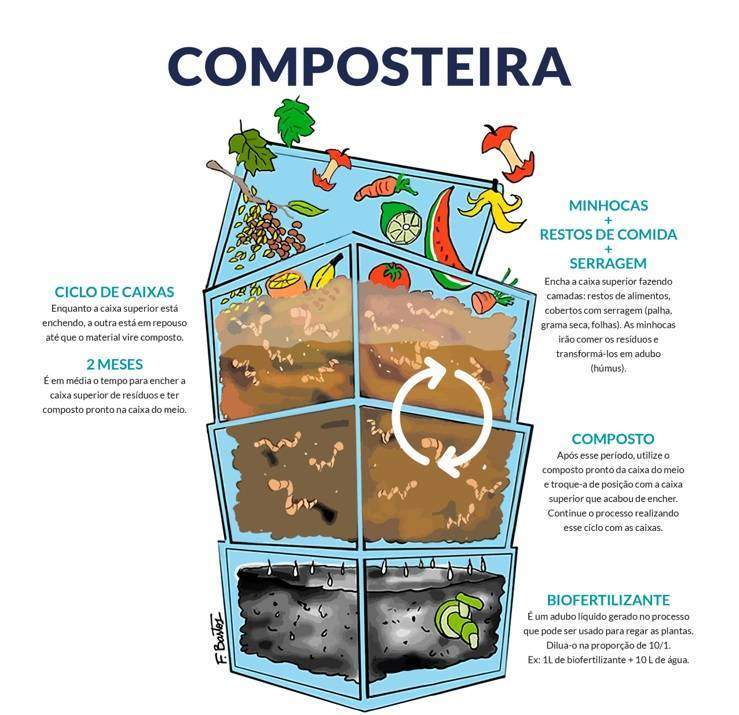 COMPOSTEIRA
CICLO DE CAIXAS
Enquanto a caixa superior está
enchendo, a outra está em repouso
até que o material vire composto.
2 MESES
É em média o tempo para encher a
caixa superior de resíduos e ter
composto pronto na caixa do meio.
MINHOCAS
+
RESTOS DE COMIDA
+
SERRAGEM
Encha a caixa superior fazendo
camadas: restos de alimentos,
cobertos com serragem (palha,
grama seca, folhas). As minhocas
irão comer os resíduos e
transformá-los em adubo
(húmus).
COMPOSTO
Após esse período, utilize o
composto pronto da caixa do meio
e troque-a de posição com a caixa
superior que acabou de encher.
Continue o processo realizando
esse ciclo com as caixas.
BIOFERTILIZANTE
É um adubo líquido gerado no processo
que pode ser usado para regar as plantas.
Dilua-o na proporção de 10/1.
Ex: 1L de biofertilizante + 10 L de água.